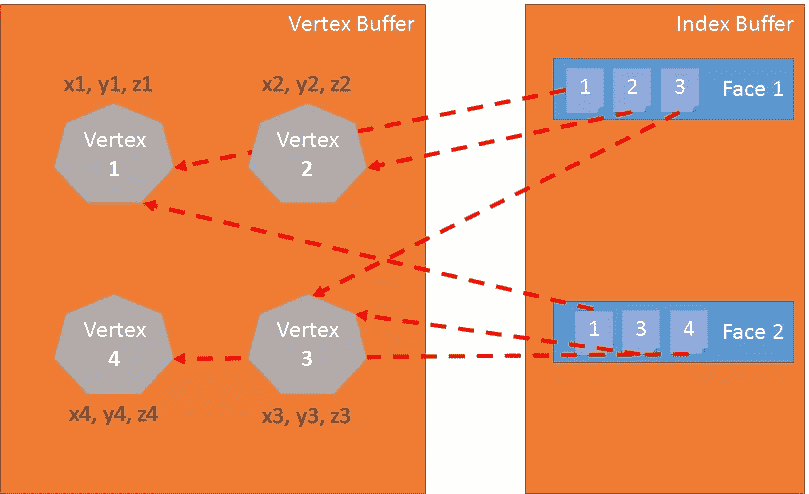 Vertex Buffer
x1, y1, z1
x2, y2, z2
Vertex
1
Vertex
2
Vertex
4
Vertex
3
x4, y4, z4
x3, y3, z3
Index Buffer
1
2
3
Face 1
1
3
4
Face 2